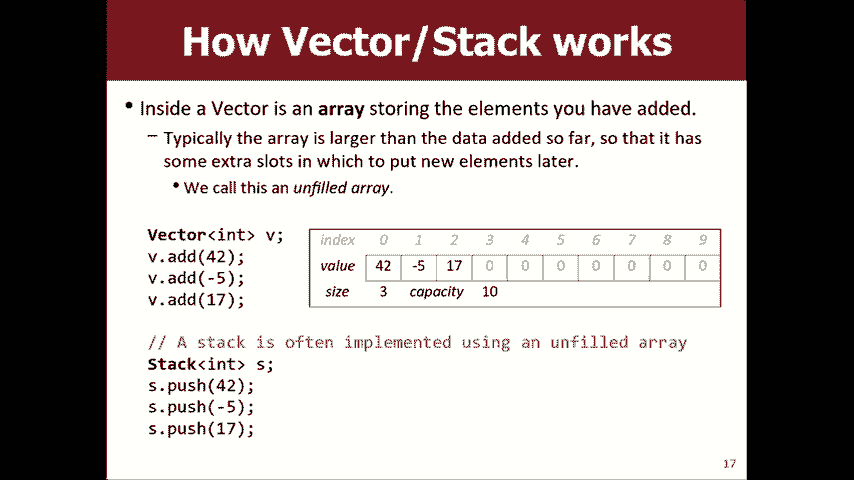 How Vector/Stack works
• Inside a Vector is an array storing the elements you have added.
– Typically the array is larger than the data added so far, so that it has
some extra slots in which to put new elements later.
• We call this an unfilled array.
Vector<int> v;
v.add(42);
v.add(-5);
v.add(17);
index 0 1 2 3 4 5 6 7 8 9
value 42 -5 17 0 0 0 0 0 0 0
size 3 capacity 10
// A stack is often implemented using an unfilled array
Stack<int> s;
s.push(42);
s.push(-5);
s.push(17);
17